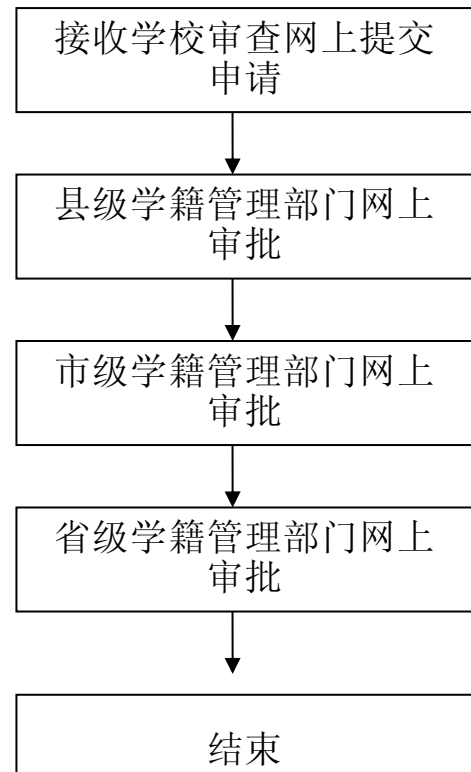 接收学校审查网上提交
申请
县级学籍管理部门网上
审批
市级学籍管理部门网上
审批
省级学籍管理部门网上
审批
结束